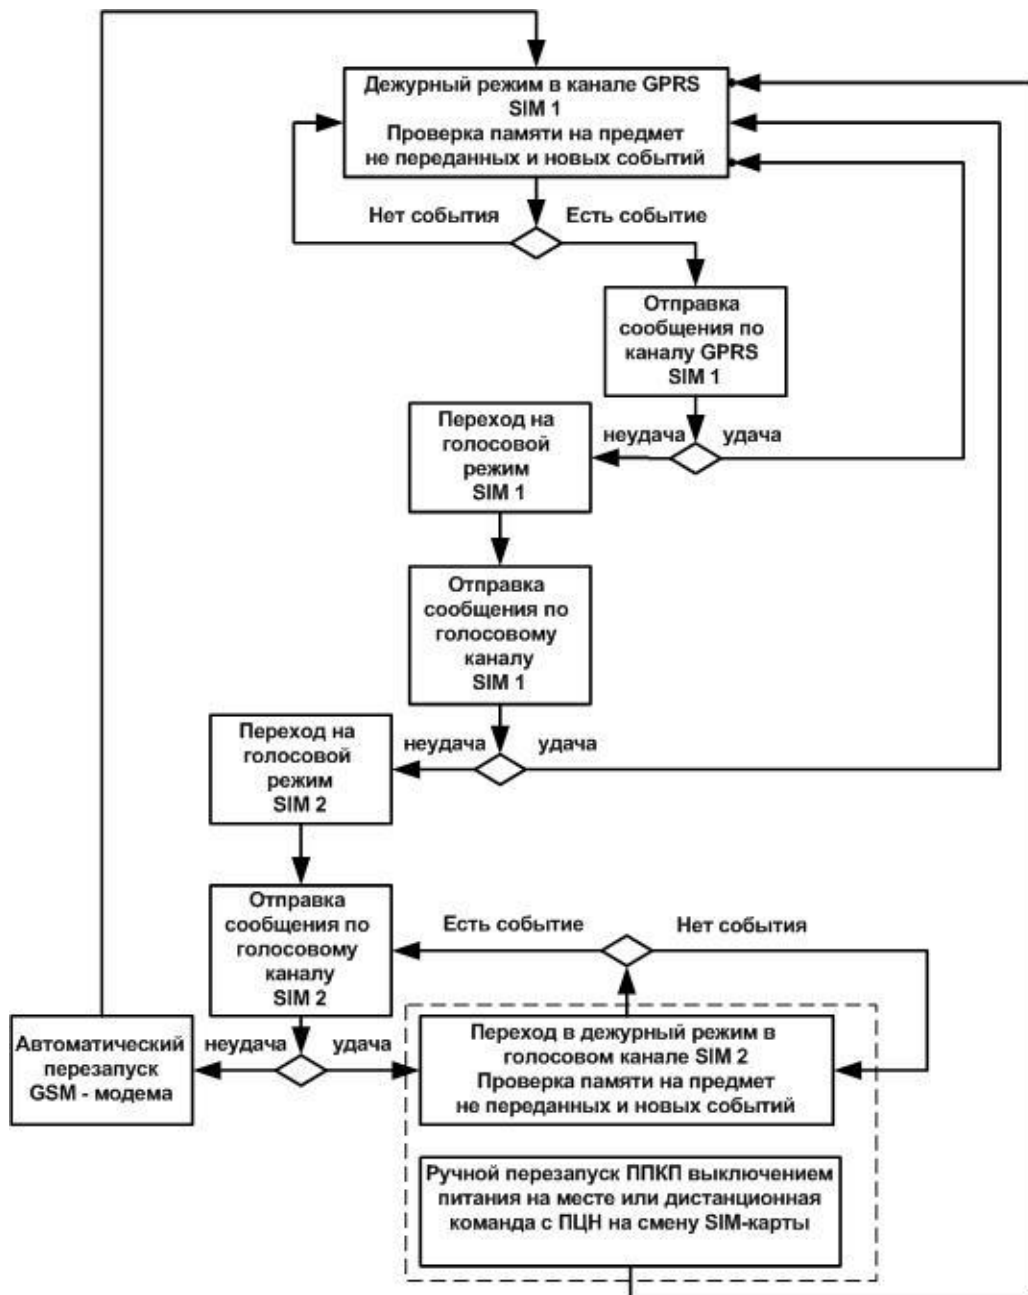 Дежурный режим в канале GPRS
SIM 1
Проверка памяти на предмет
не переданных и новых событий
Нет события
Есть событие
Отправка
сообщения по
каналу GPRS
SIM 1
неудача
удача
Переход на
голосовой
режим
SIM 1
Отправка
сообщения по
голосовому
каналу
SIM 1
неудача
удача
Переход на
голосовой
режим
SIM 2
Отправка
сообщения по
голосовому
каналу
SIM 2
Есть событие
Нет события
неудача
удача
Автоматический
перезапуск
GSM - модема
Переход в дежурный режим в
голосовом канале SIM 2
Проверка памяти на предмет
не переданных и новых событий
Ручной перезапуск ППКП выключением
питания на месте или дистанционная
команда с ПЦН на смену SIM-карты